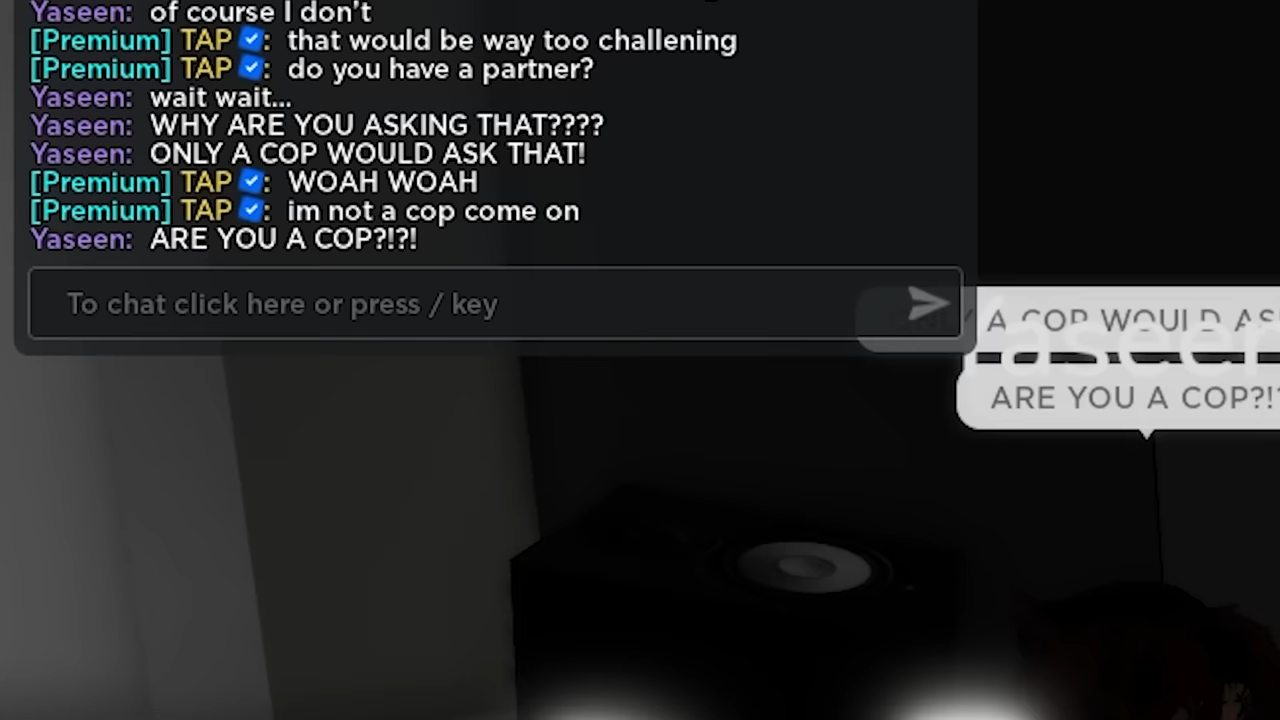 Yaseen: of course I don't
[Premium] TAP: that would be way too challening
[Premium] TAP: do you have a partner?
Yaseen: wait wait...
Yaseen: WHY ARE YOU ASKING THAT????
Yaseen: ONLY A COP WOULD ASK THAT!
[Premium] TAP: WOAH WOAH
[Premium] TAP: im not a cop come on
Yaseen: ARE YOU A COP?!?!
To chat click here or press / key
A COP WOULD AS
Yaseen
ARE YOU A COP?!